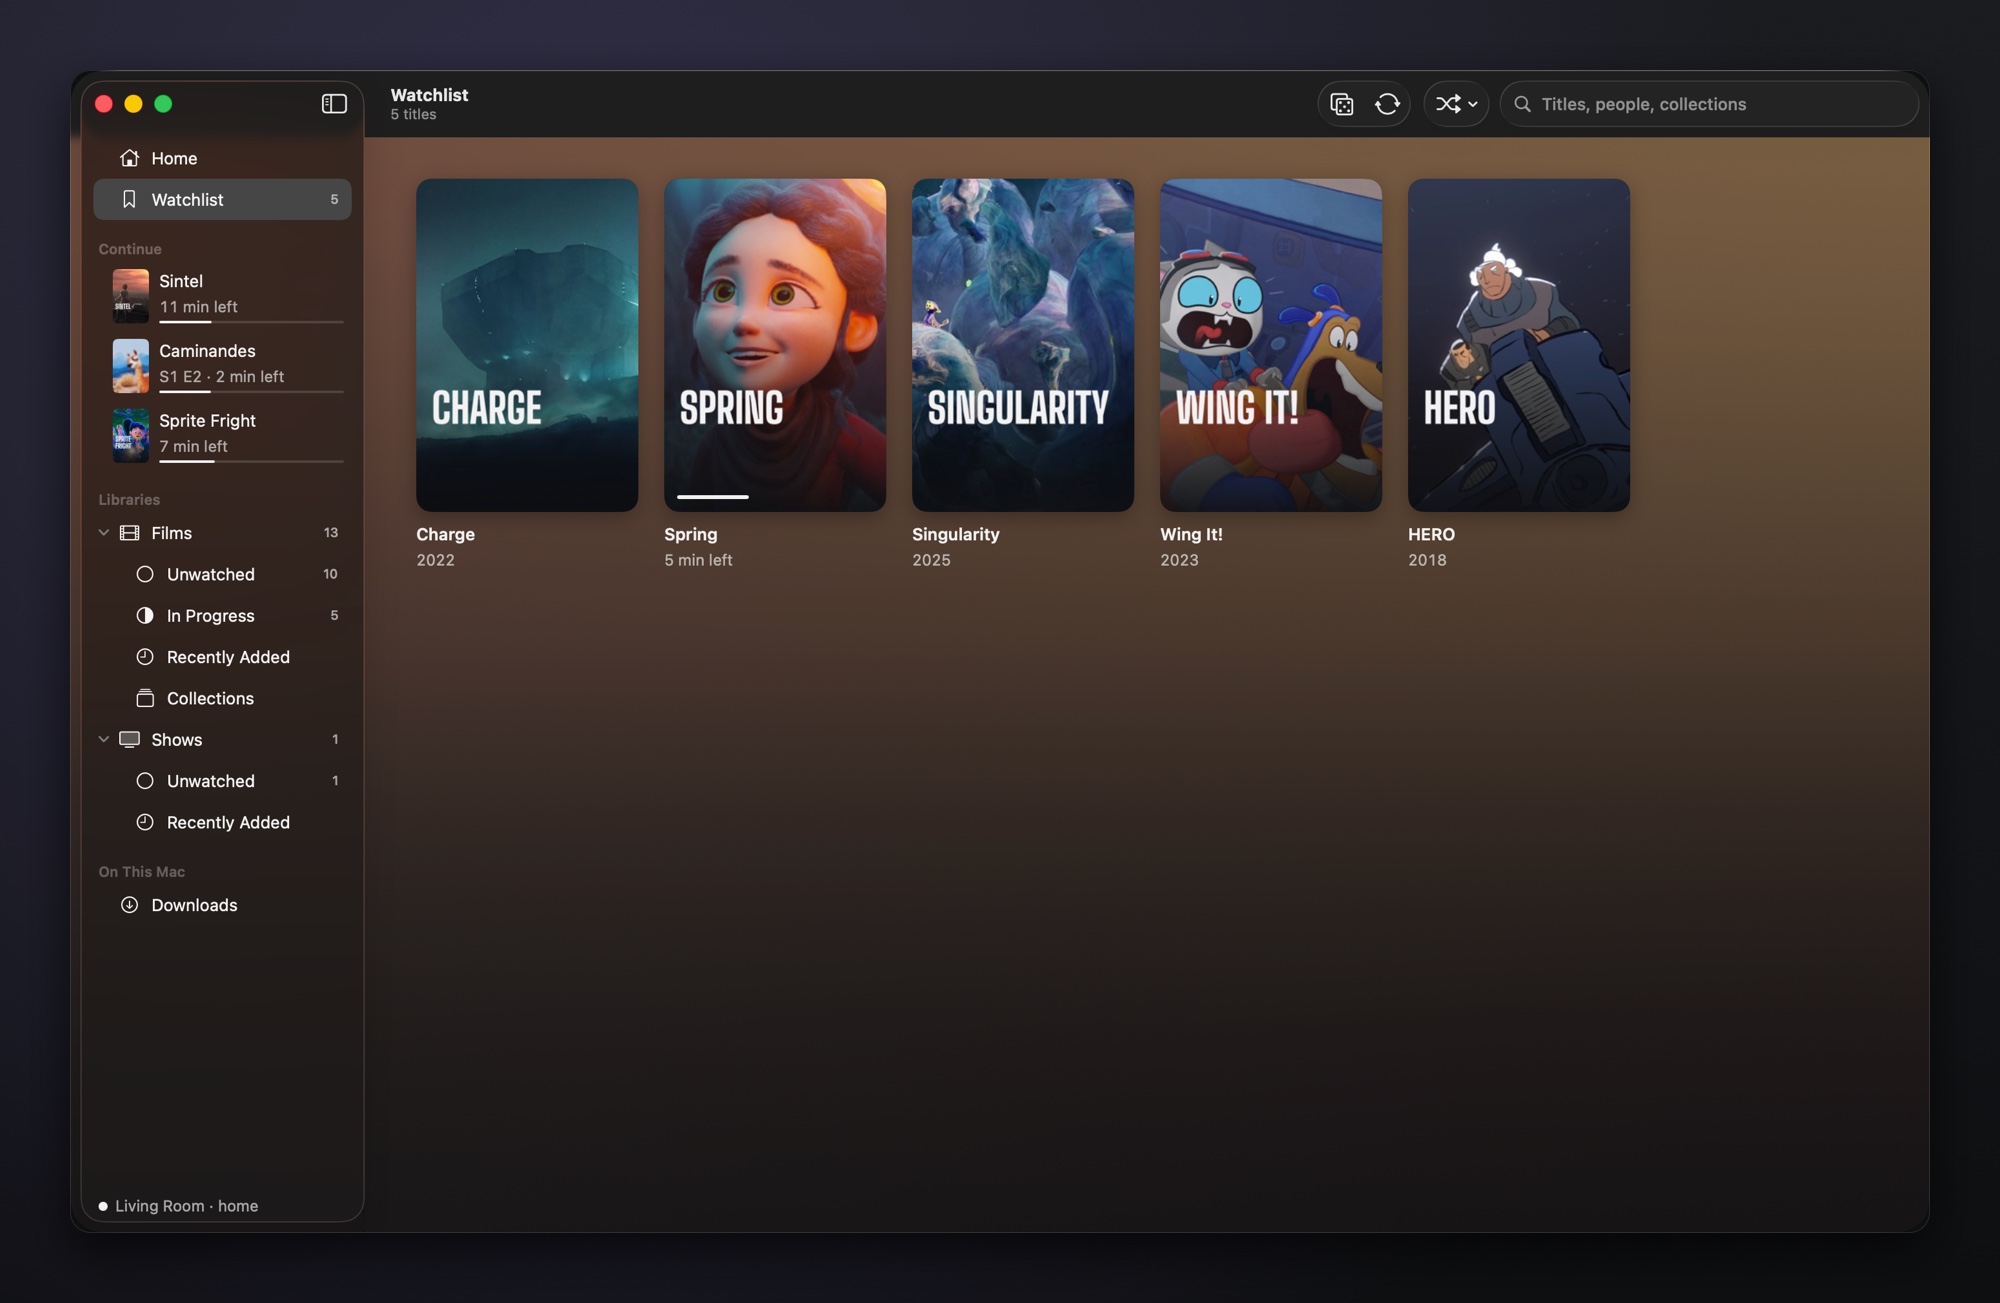 Watchlist
5 titles
Titles, people, collections
Home
Watchlist 5
Continue
SINTEL
Sintel
11 min left
Caminandes
S1 E2 · 2 min left
SPRITE
FRIGHT
Sprite Fright
7 min left
Libraries
Films 13
Unwatched 10
In Progress 5
Recently Added
Collections
Shows 1
Unwatched 1
Recently Added
On This Mac
Downloads
Living Room · home
CHARGE
SPRING
SINGULARITY
WING IT!
HERO
Charge
2022
Spring
5 min left
Singularity
2025
Wing It!
2023
HERO
2018